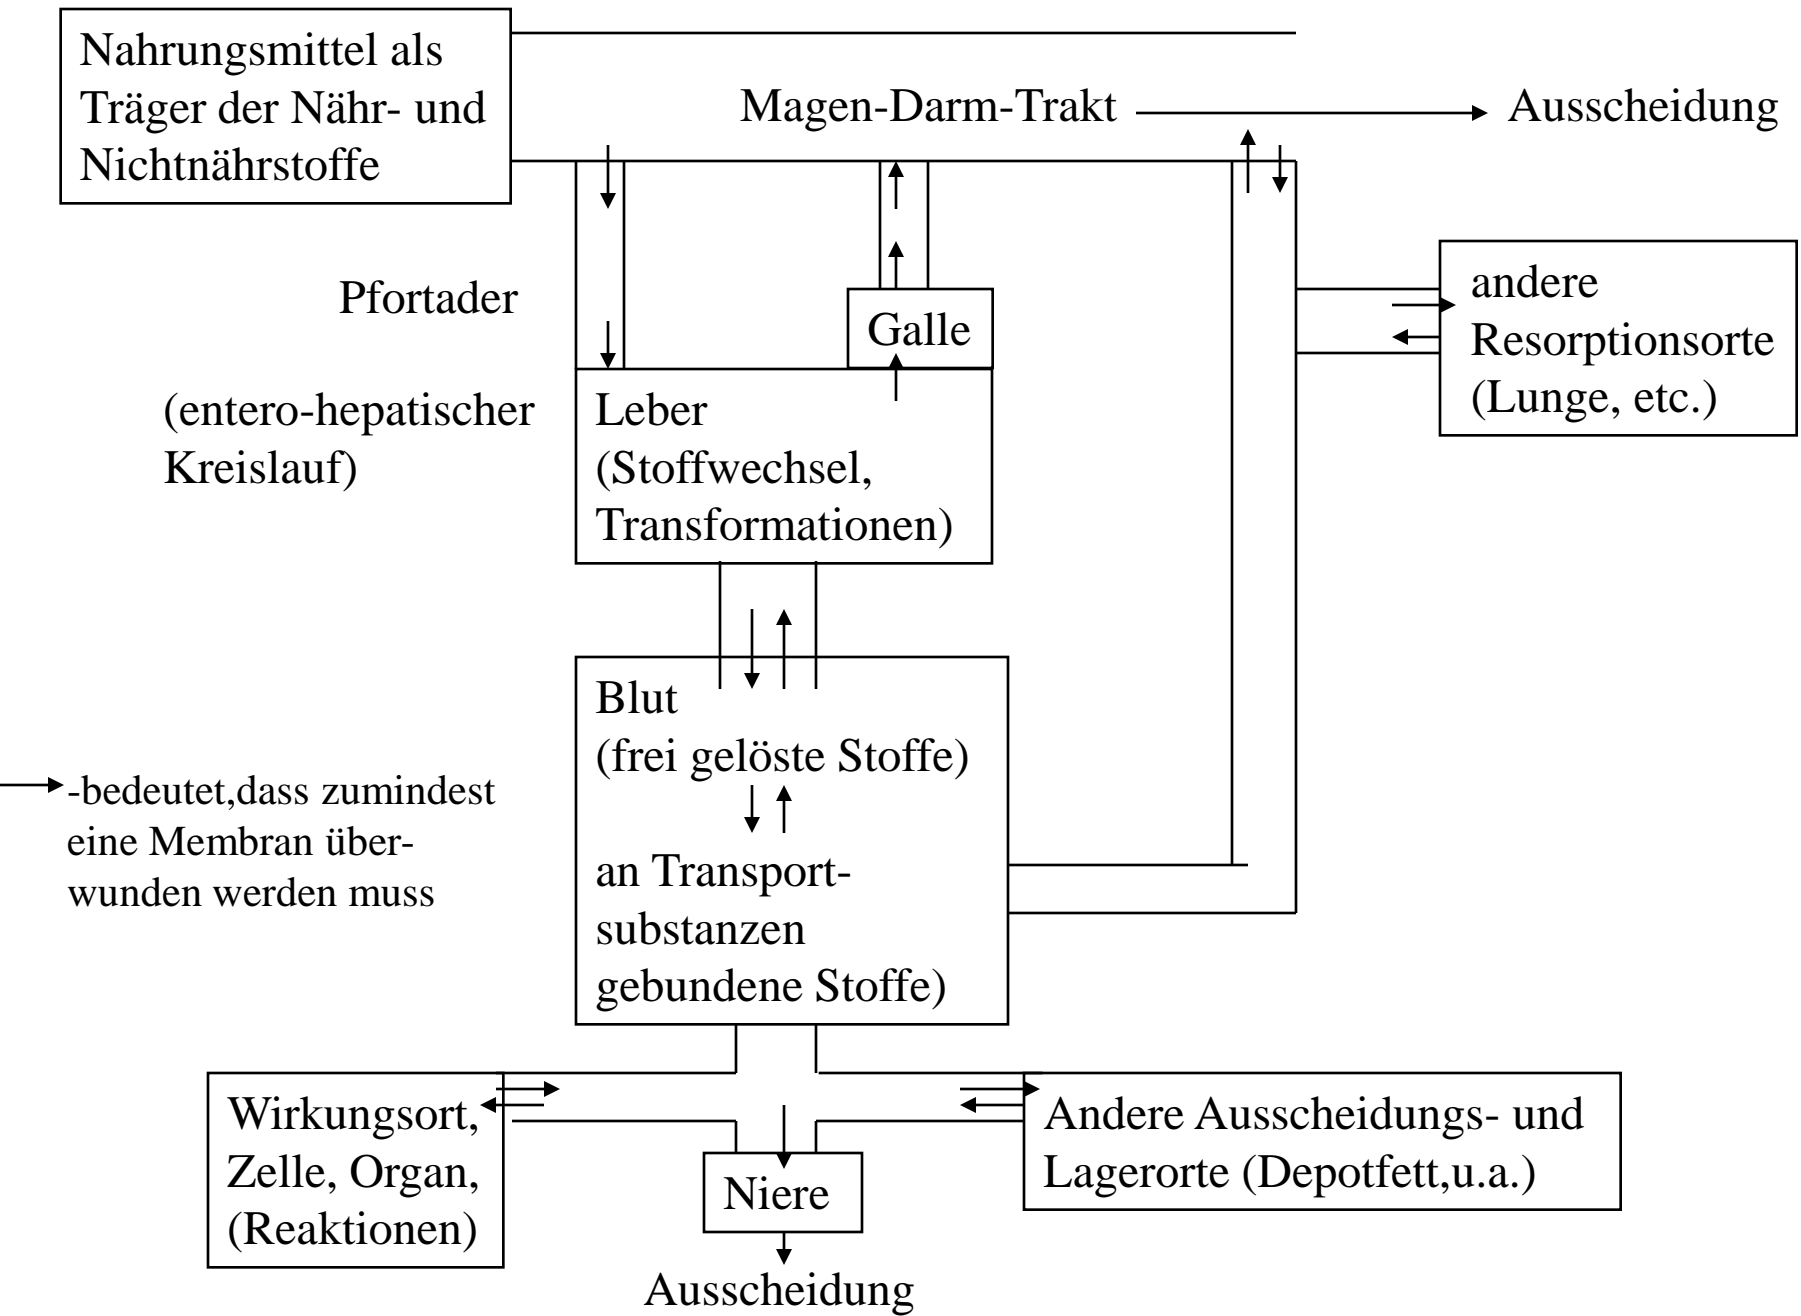 Nahrungsmittel als
Träger der Nähr- und
Nichtnährstoffe
Magen-Darm-Trakt
Ausscheidung
Pfortader
Galle
andere
Resorptionsorte
(Lunge, etc.)
(entero-hepatischer
Kreislauf)
Leber
(Stoffwechsel,
Transformationen)
Blut
(frei gelöste Stoffe)
an Transport-
substanzen
gebundene Stoffe)
-bedeutet,dass zumindest
eine Membran über-
wunden werden muss
Wirkungsort,
Zelle, Organ,
(Reaktionen)
Niere
Andere Ausscheidungs- und
Lagerorte (Depotfett,u.a.)
Ausscheidung